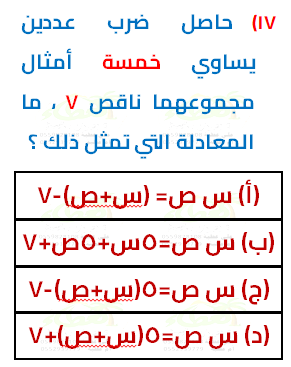 ١٧) حاصل ضرب عددين
يساوي خمسة أمثال
مجموعهما ناقص ٧ ، ما
المعادلة التي تمثل ذلك ؟
(أ) س ص= (س+ص)-٧
(ب) س ص=٥س+٥ص+٧
(ج) س ص=٥(س+ص)-٧
(د) س ص=٥(س+ص)+٧